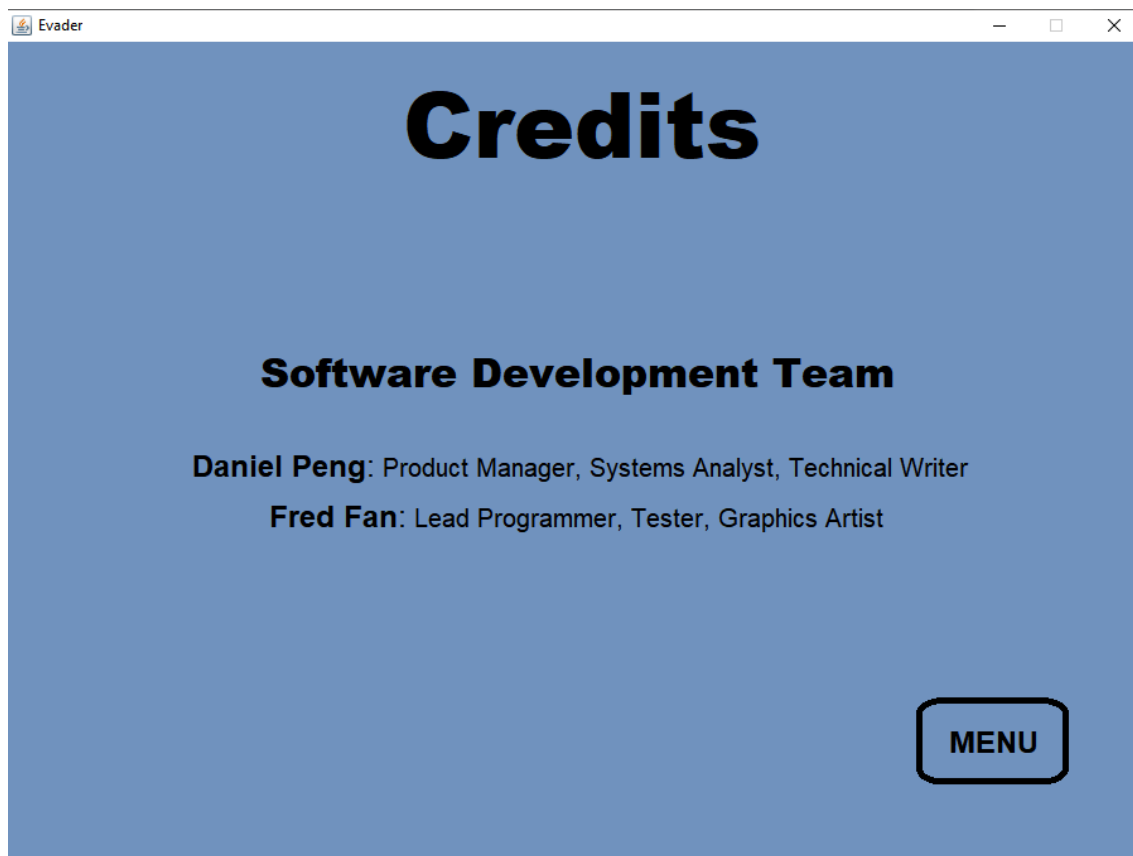 Evader
Credits
Software Development Team
Daniel Peng: Product Manager, Systems Analyst, Technical Writer
Fred Fan: Lead Programmer, Tester, Graphics Artist
MENU